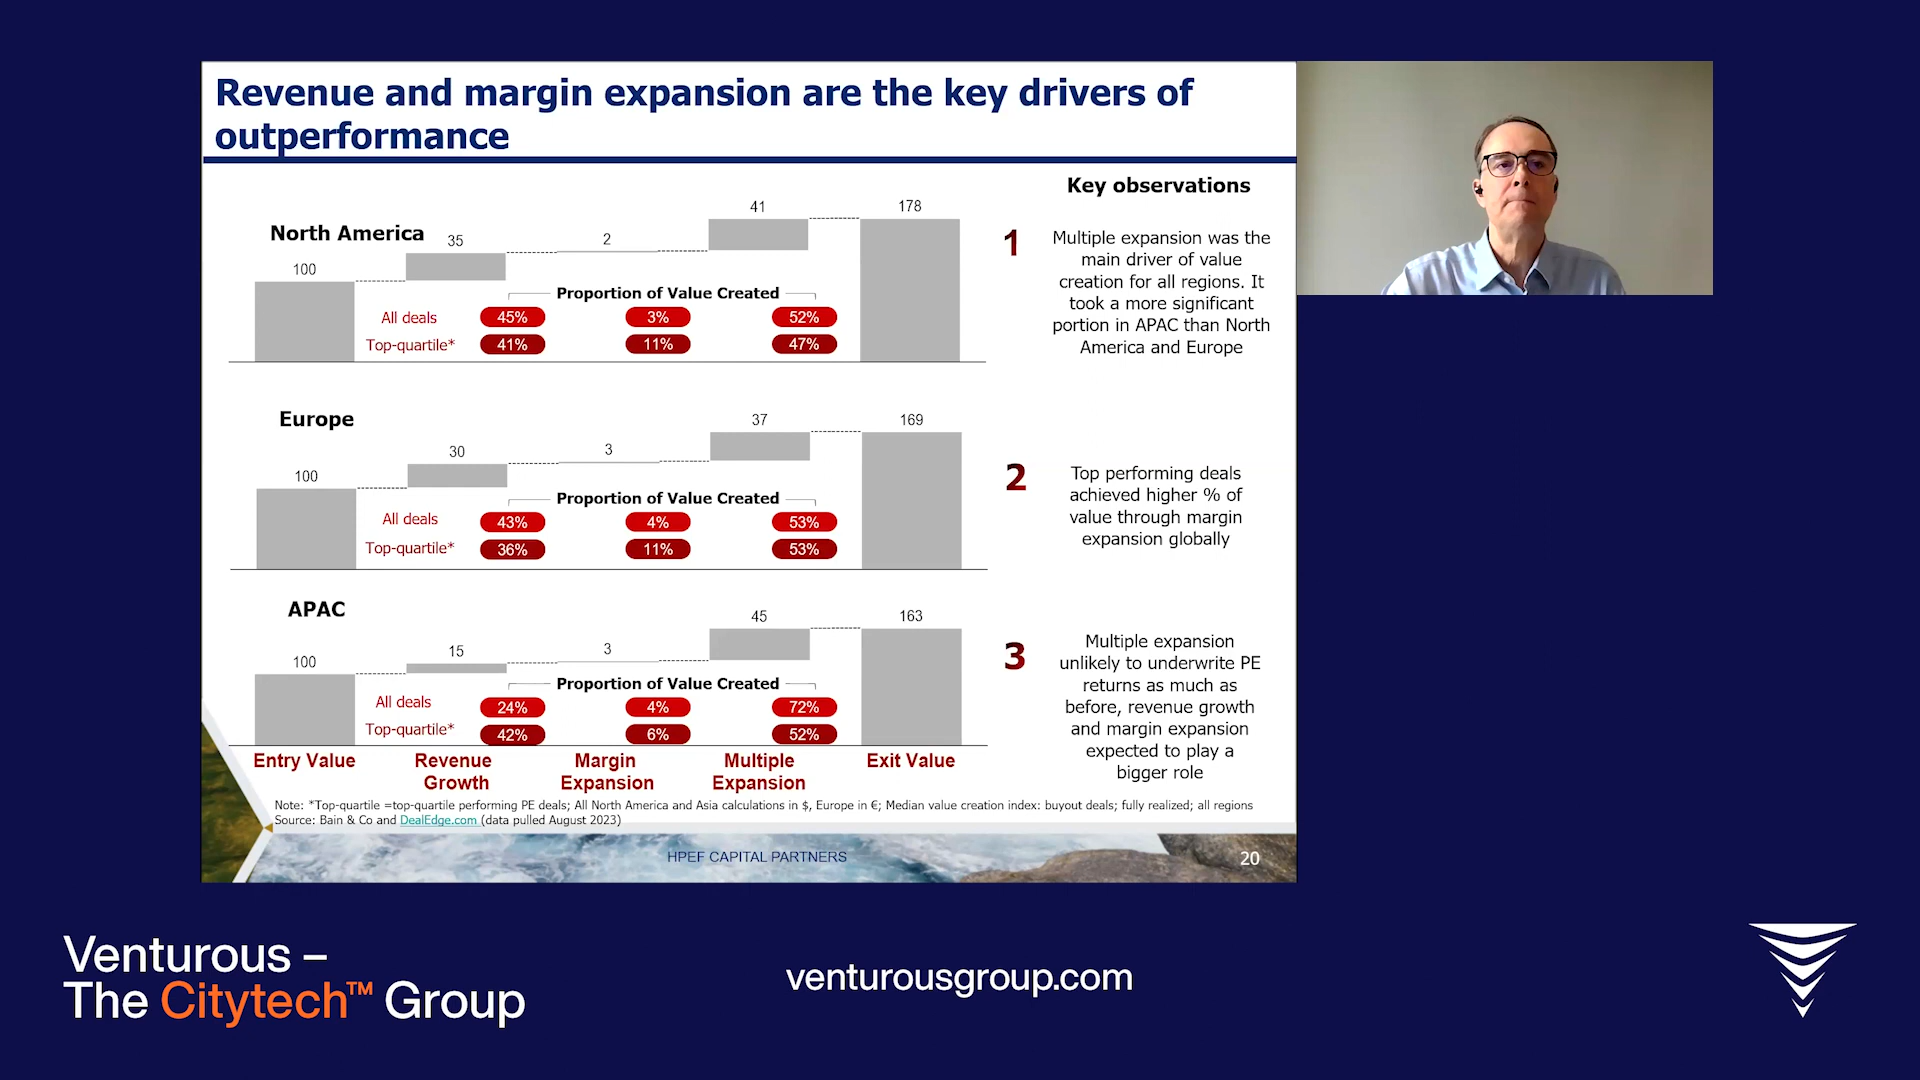 Revenue and margin expansion are the key drivers of
outperformance
North America
100
35
2
41
178
Proportion of Value Created
All deals
45%
3%
52%
Top-quartile*
41%
11%
47%
Europe
100
30
3
37
169
Proportion of Value Created
All deals
43%
4%
53%
Top-quartile*
36%
11%
53%
APAC
100
15
3
45
163
Proportion of Value Created
All deals
24%
4%
72%
Top-quartile*
42%
6%
52%
Entry Value
Revenue
Growth
Margin
Expansion
Multiple
Expansion
Exit Value
Key observations
1
Multiple expansion was the
main driver of value
creation for all regions. It
took a more significant
portion in APAC than North
America and Europe
2
Top performing deals
achieved higher % of
value through margin
expansion globally
3
Multiple expansion
unlikely to underwrite PE
returns as much as
before, revenue growth
and margin expansion
expected to play a
bigger role
Note: *Top-quartile =top-quartile performing PE deals; All North America and Asia calculations in $, Europe in €; Median value creation index: buyout deals; fully realized; all regions
Source: Bain & Co and DealEdge.com (data pulled August 2023)
HPEF CAPITAL PARTNERS
20
Venturous –
The Citytech™ Group
venturousgroup.com